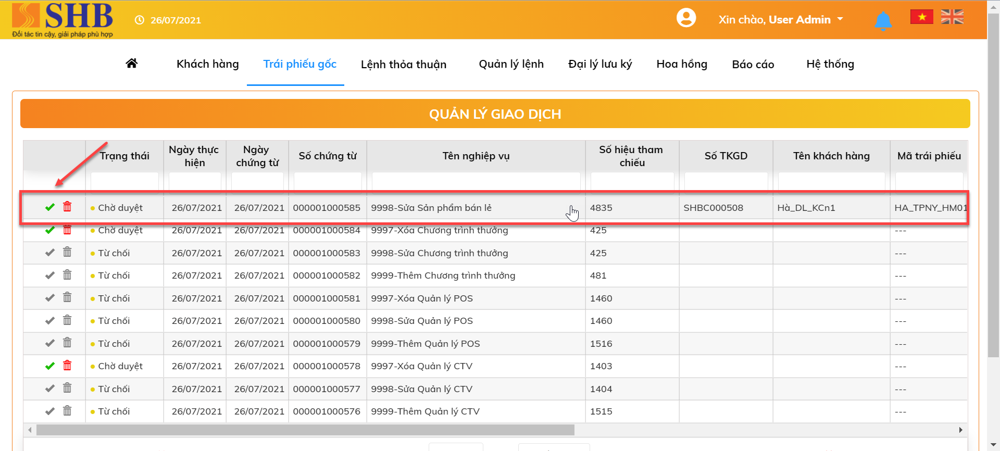 SHB
Đối tác tin cậy, giải pháp phù hợp
26/07/2021
Xin chào, User Admin
Khách hàng Trái phiếu gốc Lệnh thỏa thuận Quản lý lệnh Đại lý lưu ký Hoa hồng Báo cáo Hệ thống
QUẢN LÝ GIAO DỊCH
Trạng thái Ngày thực hiện Ngày chứng từ Số chứng từ Tên nghiệp vụ Số hiệu tham chiếu Số TKGD Tên khách hàng Mã trái phiếu
Chờ duyệt 26/07/2021 26/07/2021 000001000585 9998-Sửa Sản phẩm bán lẻ 4835 SHBC000508 Hà_DL_KCn1 HA_TPNY_HM01
Chờ duyệt 26/07/2021 26/07/2021 000001000584 9997-Xóa Chương trình thưởng 425 ---
Từ chối 26/07/2021 26/07/2021 000001000583 9998-Sửa Chương trình thưởng 425 ---
Từ chối 26/07/2021 26/07/2021 000001000582 9999-Thêm Chương trình thưởng 481 ---
Từ chối 26/07/2021 26/07/2021 000001000581 9997-Xóa Quản lý POS 1460 ---
Từ chối 26/07/2021 26/07/2021 000001000580 9998-Sửa Quản lý POS 1460 ---
Từ chối 26/07/2021 26/07/2021 000001000579 9999-Thêm Quản lý POS 1516 ---
Chờ duyệt 26/07/2021 26/07/2021 000001000578 9997-Xóa Quản lý CTV 1403 ---
Từ chối 26/07/2021 26/07/2021 000001000577 9998-Sửa Quản lý CTV 1404 ---
Từ chối 26/07/2021 26/07/2021 000001000576 9999-Thêm Quản lý CTV 1515 ---